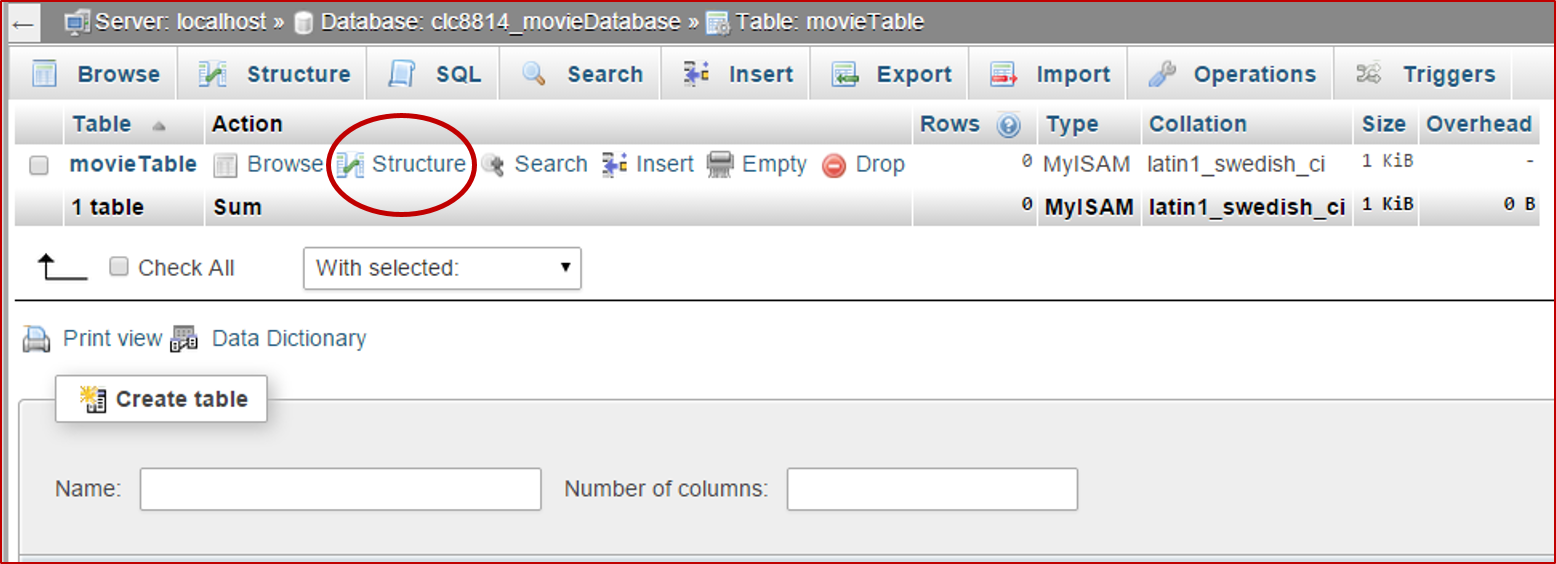 Server: localhost » Database: clc8814_movieDatabase » Table: movieTable
Browse Structure SQL Search Insert Export Import Operations Triggers
Table Action Rows Type Collation Size Overhead
movieTable Browse Structure Search Insert Empty Drop 0 MyISAM latin1_swedish_ci 1 KiB -
1 table Sum 0 MyISAM latin1_swedish_ci 1 KiB 0 B
Check All With selected:
Print view Data Dictionary
Create table
Name: Number of columns: